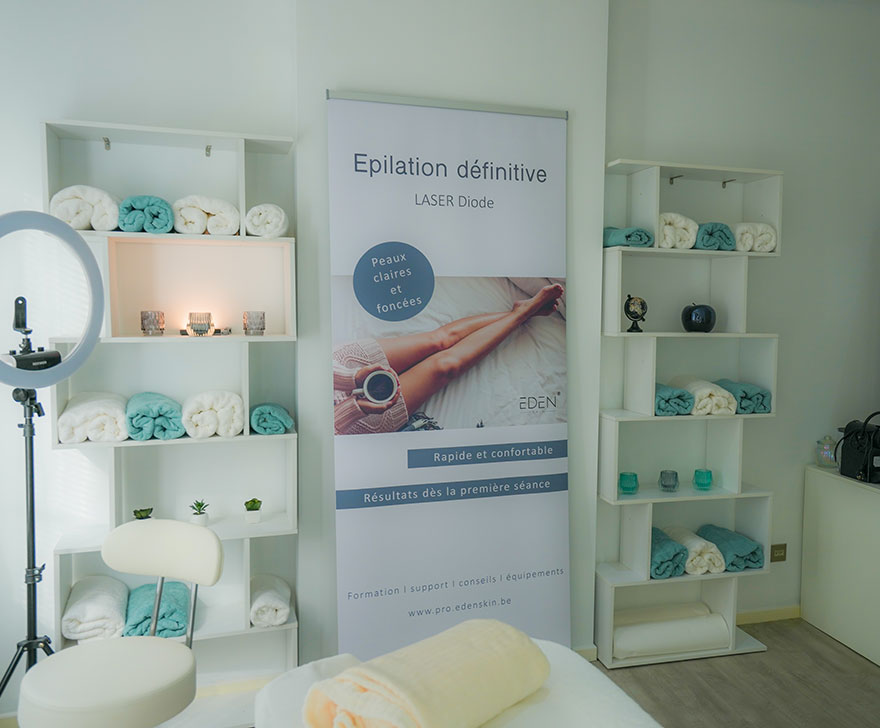 Epilation définitive
LASER Diode
Peaux
claires
et
foncées
EDEN
Rapide et confortable
Résultats dès la première séance
Formation l support l conseils l équipements
www.pro.edenskin.be